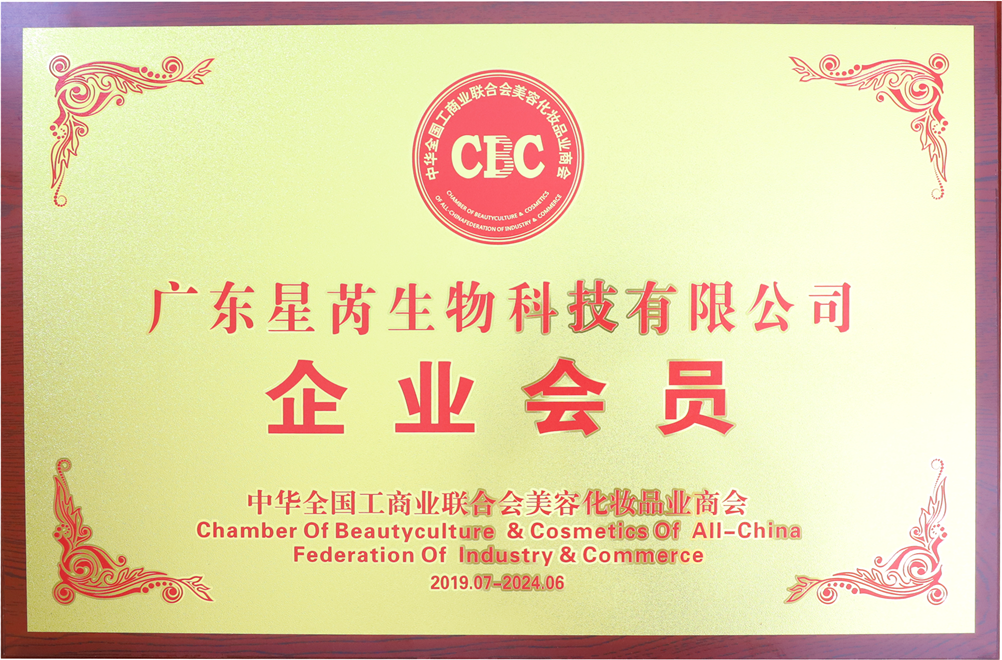 中华全国工商业联合会美容化妆品业商会
CBC
CHAMBER OF BEAUTYCULTURE & COSMETICS
OF ALL-CHINAFEDERATION OF INDUSTRY & COMMERCE
广东星芮生物科技有限公司
企业会员
中华全国工商业联合会美容化妆品业商会
Chamber Of Beautyculture & Cosmetics Of All-China
Federation Of Industry & Commerce
2019.07-2024.06